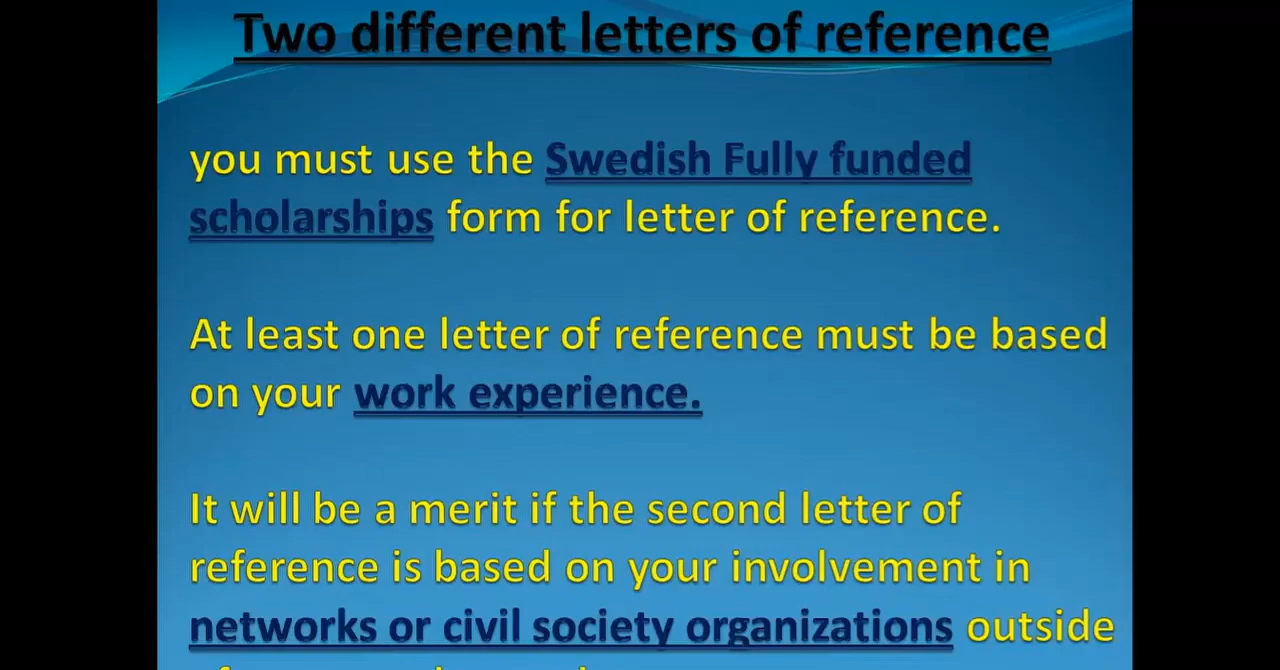 Two different letters of reference
you must use the Swedish Fully funded
scholarships form for letter of reference.
At least one letter of reference must be based
on your work experience.
It will be a merit if the second letter of
reference is based on your involvement in
networks or civil society organizations outside